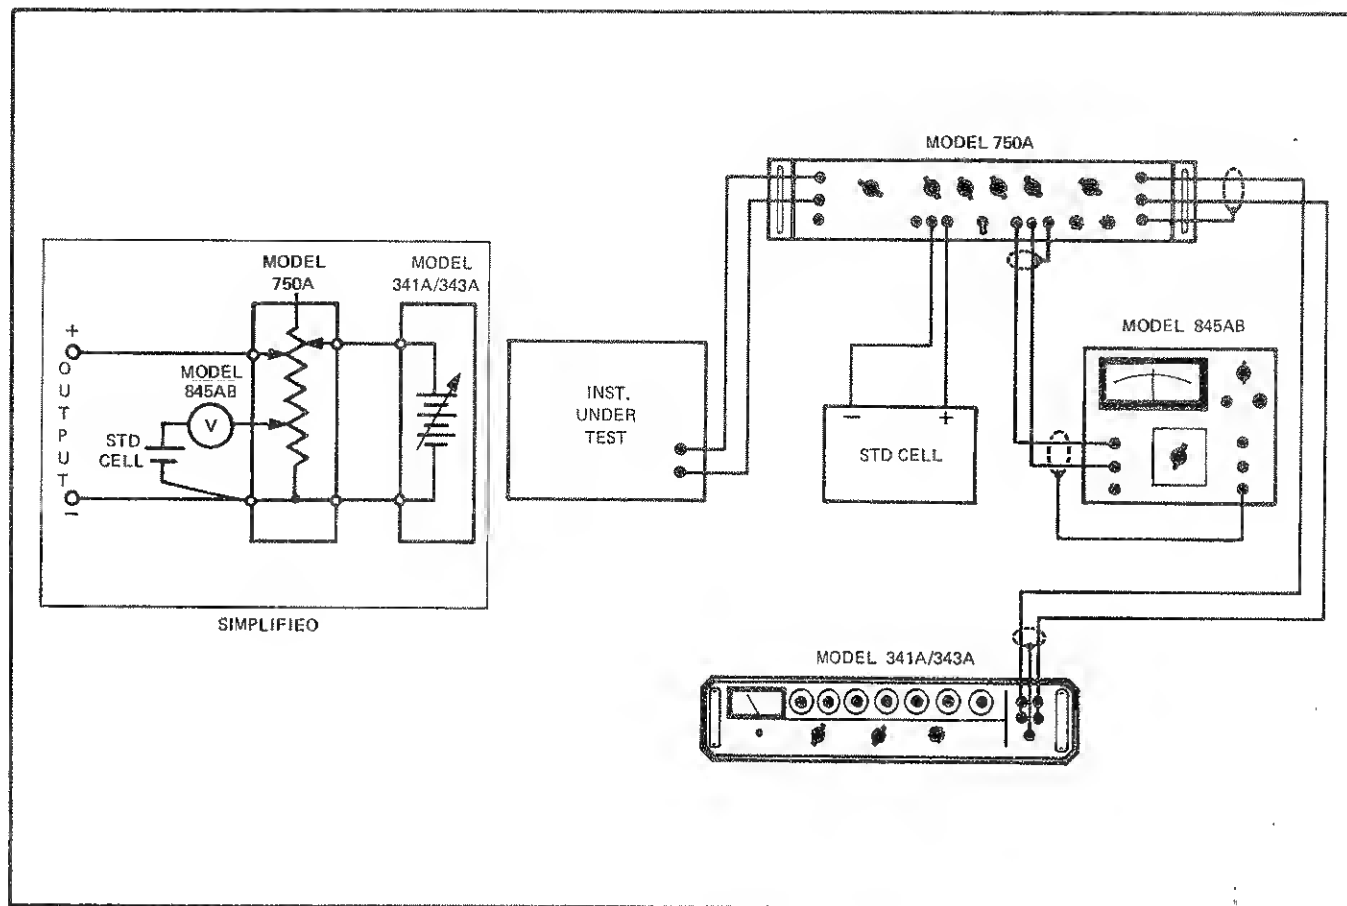 MODEL 750A
MODEL
750A
MODEL
341A/343A
+
OUTPUT
−
MODEL
845AB
V
STD
CELL
SIMPLIFIEO
INST.
UNDER
TEST
− +
STD CELL
MODEL 845AB
MODEL 341A/343A